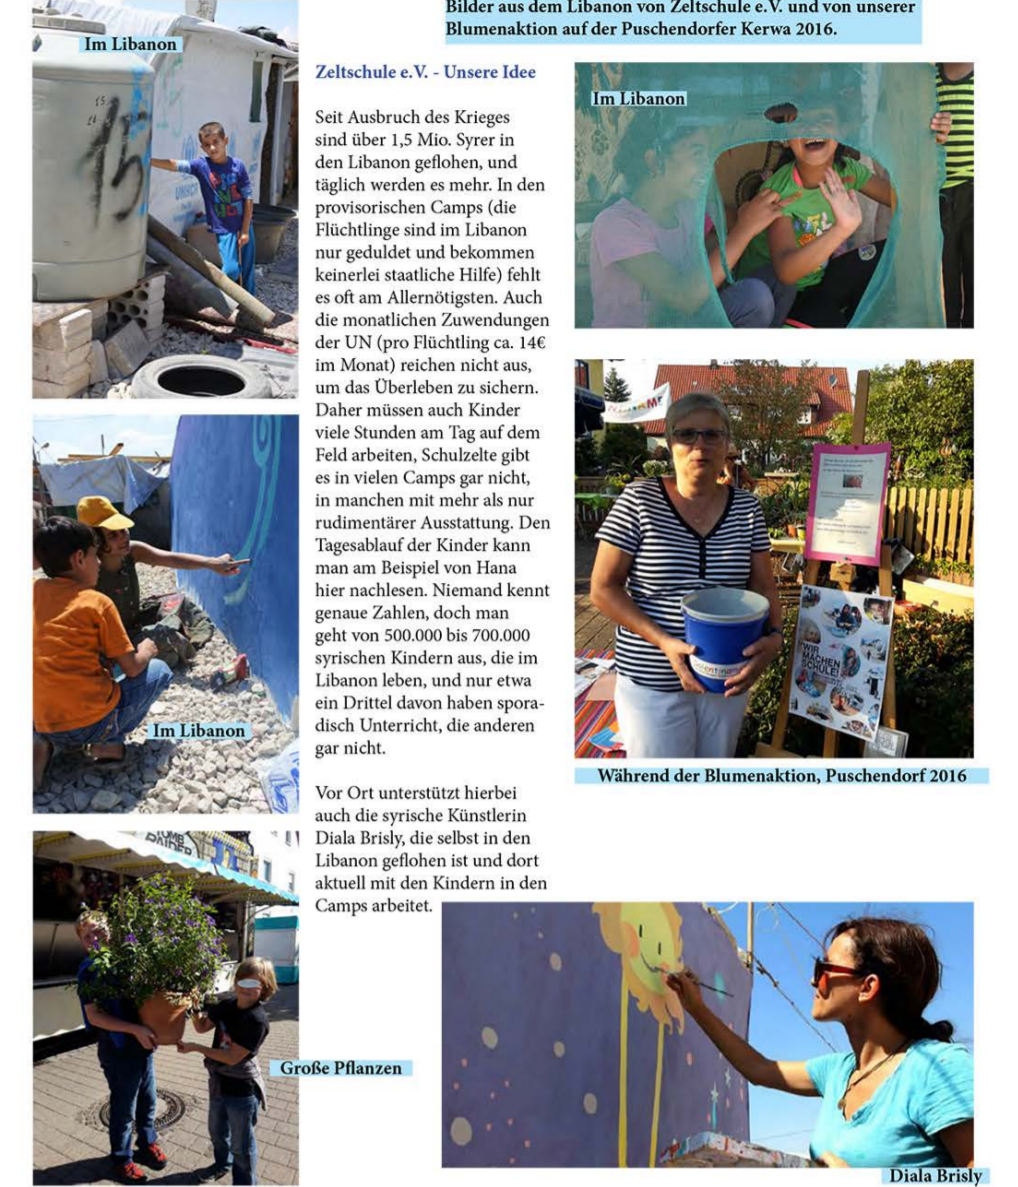 Bilder aus dem Libanon von Zeltschule e.V. und von unserer
Blumenaktion auf der Puschendorfer Kerwa 2016.
Im Libanon
15
UNHCR
Zeltschule e.V. - Unsere Idee
Seit Ausbruch des Krieges
sind über 1,5 Mio. Syrer in
den Libanon geflohen, und
täglich werden es mehr. In den
provisorischen Camps (die
Flüchtlinge sind im Libanon
nur geduldet und bekommen
keinerlei staatliche Hilfe) fehlt
es oft am Allernötigsten. Auch
die monatlichen Zuwendungen
der UN (pro Flüchtling ca. 14€
im Monat) reichen nicht aus,
um das Überleben zu sichern.
Daher müssen auch Kinder
viele Stunden am Tag auf dem
Feld arbeiten, Schulzelte gibt
es in vielen Camps gar nicht,
in manchen mit mehr als nur
rudimentärer Ausstattung. Den
Tagesablauf der Kinder kann
man am Beispiel von Hana
hier nachlesen. Niemand kennt
genaue Zahlen, doch man
geht von 500.000 bis 700.000
syrischen Kindern aus, die im
Libanon leben, und nur etwa
ein Drittel davon haben spora-
disch Unterricht, die anderen
gar nicht.
Vor Ort unterstützt hierbei
auch die syrische Künstlerin
Diala Brisly, die selbst in den
Libanon geflohen ist und dort
aktuell mit den Kindern in den
Camps arbeitet.
Im Libanon
WIR
MACHEN
SCHULE!
Während der Blumenaktion, Puschendorf 2016
Im Libanon
TOMB
RAIDER
Große Pflanzen
Diala Brisly